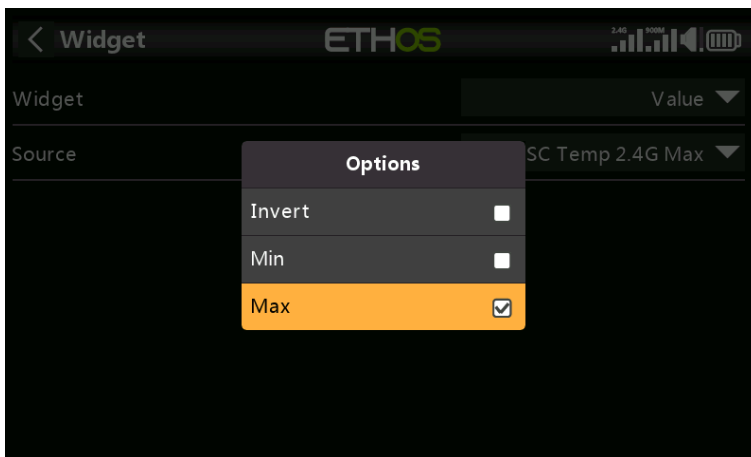 Widget
ETHOS
2.4G 900M
Widget
Value
Source
SC Temp 2.4G Max
Options
Invert
Min
Max